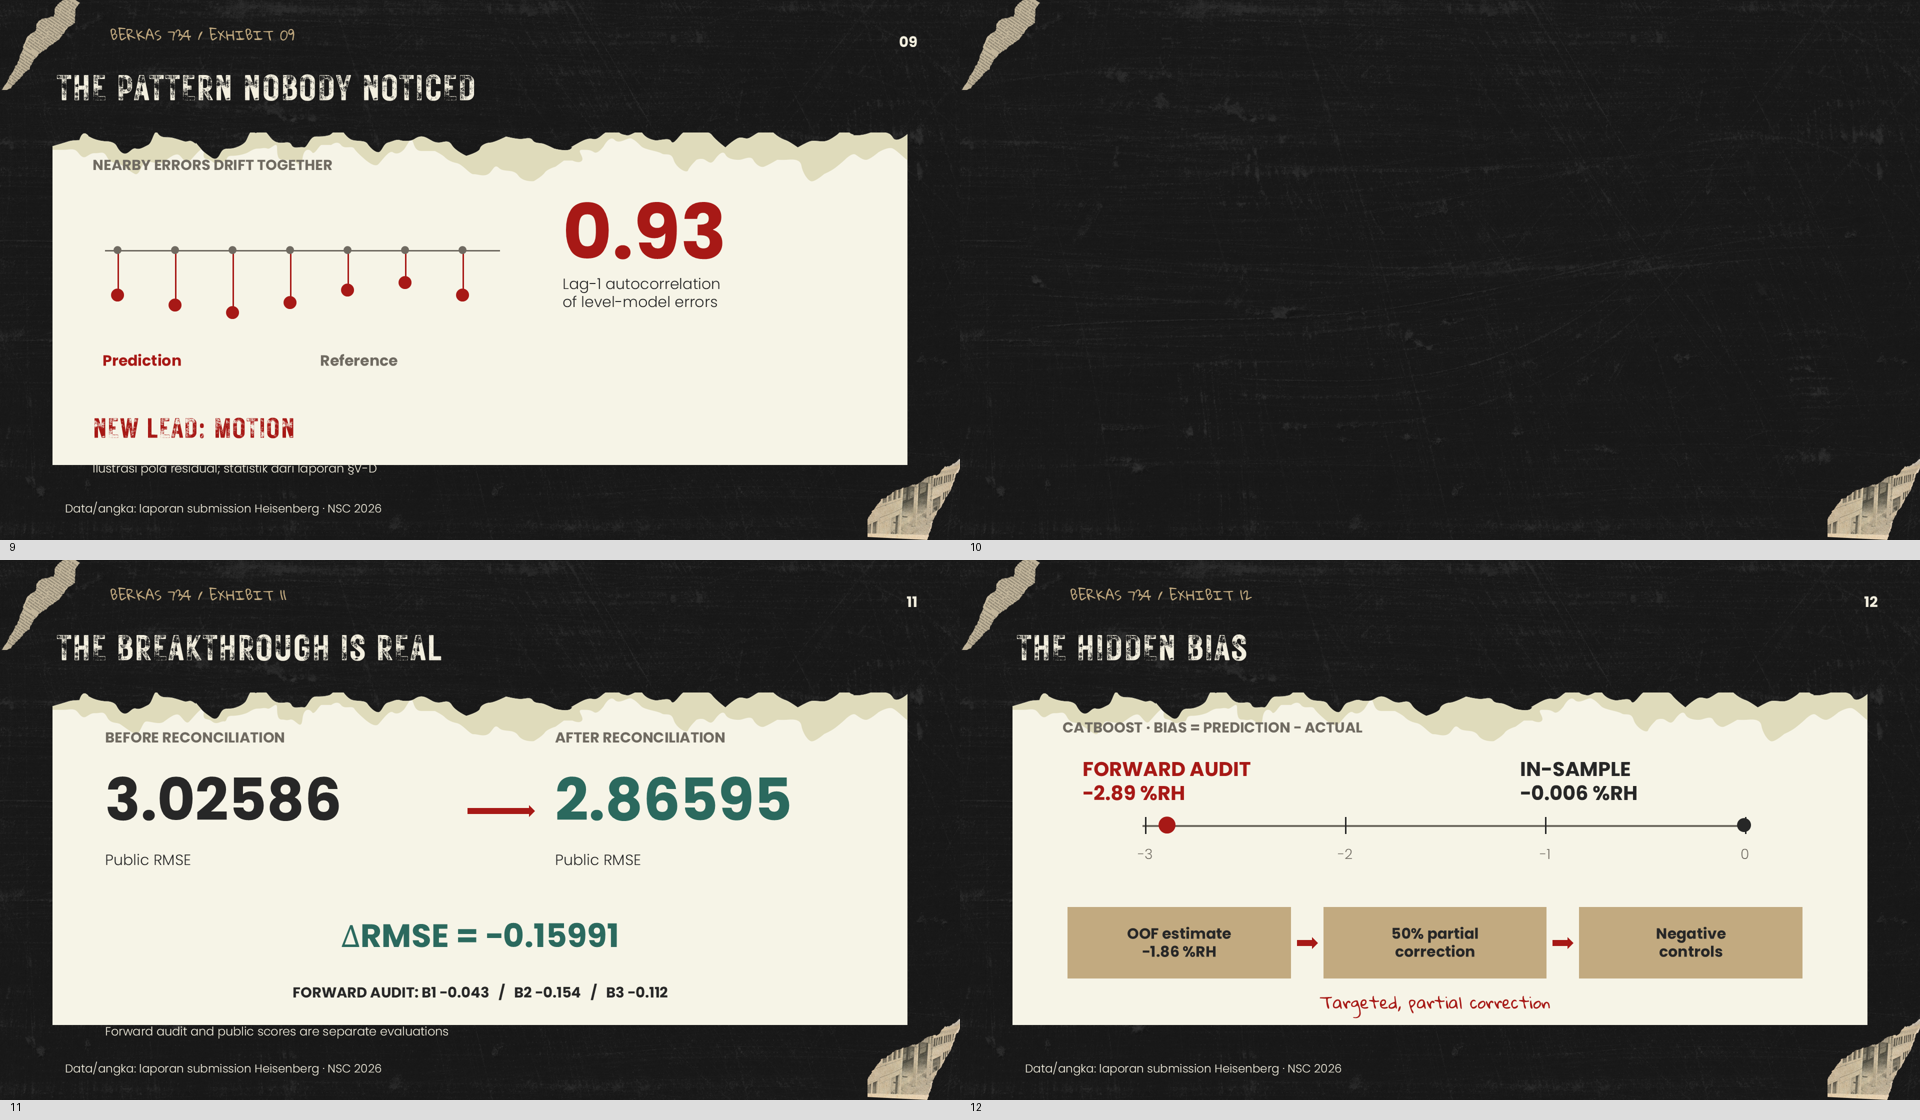 BERKAS 734 / EXHIBIT 09
09
THE PATTERN NOBODY NOTICED
NEARBY ERRORS DRIFT TOGETHER
0.93
Lag-1 autocorrelation
of level-model errors
Prediction
Reference
NEW LEAD: MOTION
Ilustrasi pola residual; statistik dari laporan §V-D
Data/angka: laporan submission Heisenberg · NSC 2026
9
10
BERKAS 734 / EXHIBIT 11
11
THE BREAKTHROUGH IS REAL
BEFORE RECONCILIATION
AFTER RECONCILIATION
3.02586
2.86595
Public RMSE
Public RMSE
ΔRMSE = −0.15991
FORWARD AUDIT: B1 −0.043 / B2 −0.154 / B3 −0.112
Forward audit and public scores are separate evaluations
Data/angka: laporan submission Heisenberg · NSC 2026
11
BERKAS 734 / EXHIBIT 12
12
THE HIDDEN BIAS
CATBOOST · BIAS = PREDICTION − ACTUAL
FORWARD AUDIT
−2.89 %RH
IN-SAMPLE
−0.006 %RH
−3
−2
−1
0
OOF estimate
−1.86 %RH
50% partial
correction
Negative
controls
Targeted, partial correction
Data/angka: laporan submission Heisenberg · NSC 2026
12